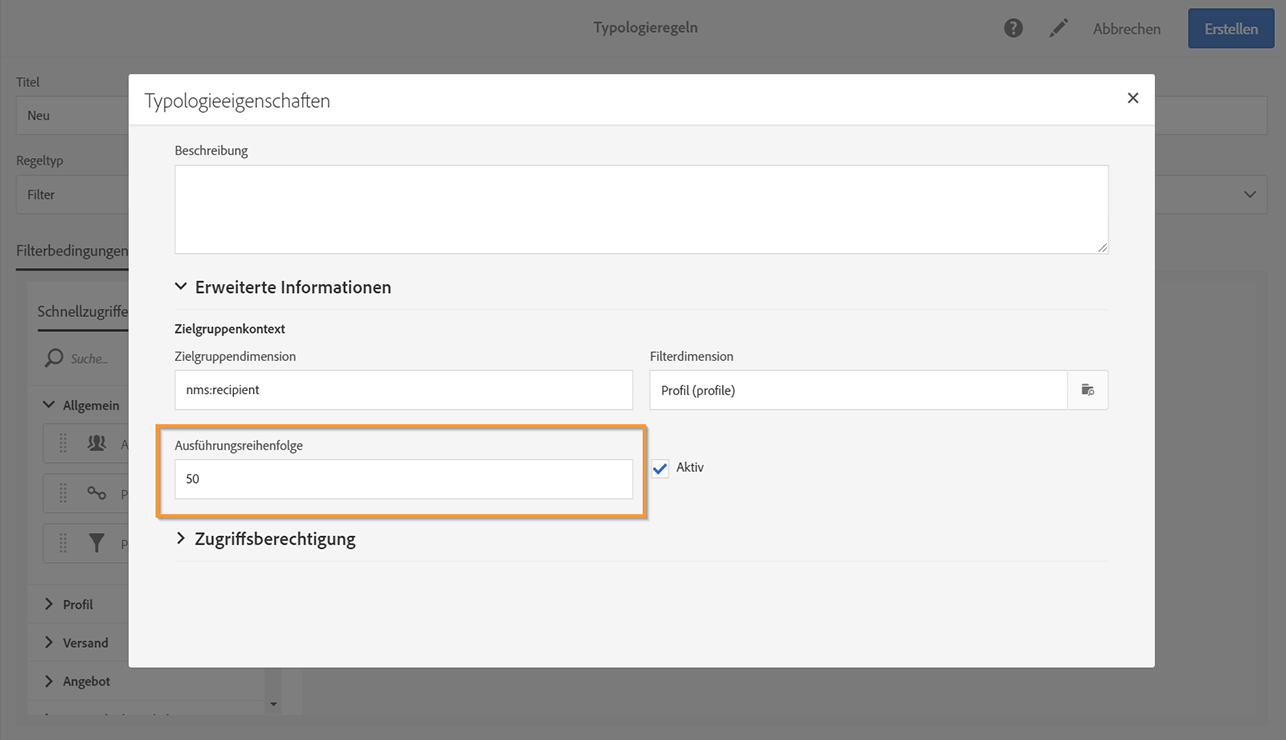 Typologieregeln
Abbrechen
Erstellen
Titel
Neu
Regeltyp
Filter
Filterbedingungen
Schnellzugriffe
Suche...
Allgemein
A
P
P
Profil
Versand
Angebot
Typologieeigenschaften
Beschreibung
Erweiterte Informationen
Zielgruppenkontext
Zielgruppendimension
Filterdimension
nms:recipient
Profil (profile)
Ausführungsreihenfolge
50
Aktiv
Zugriffsberechtigung